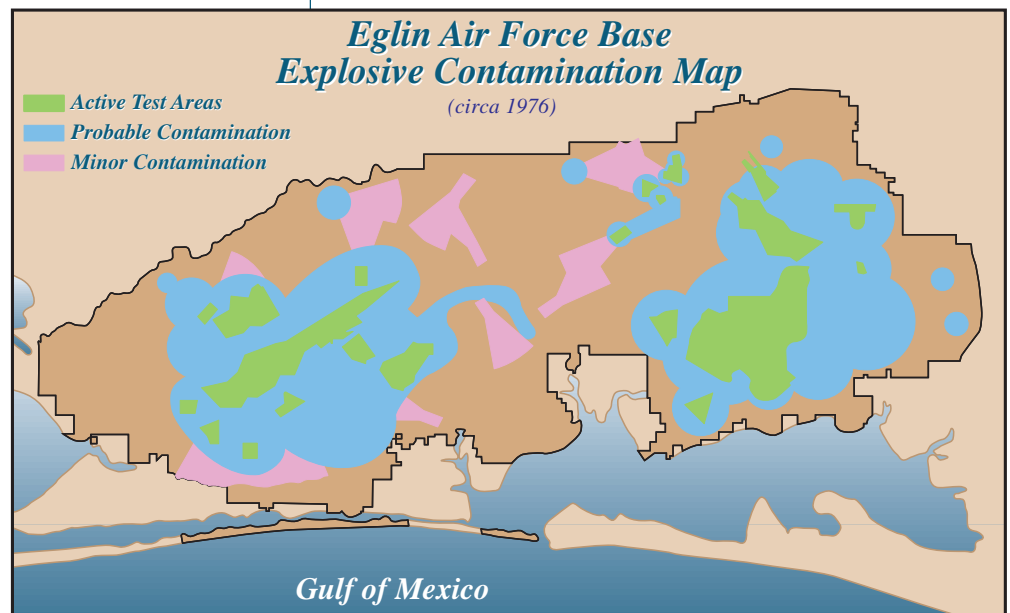 Eglin Air Force Base
Explosive Contamination Map
(circa 1976)
Active Test Areas
Probable Contamination
Minor Contamination
Gulf of Mexico